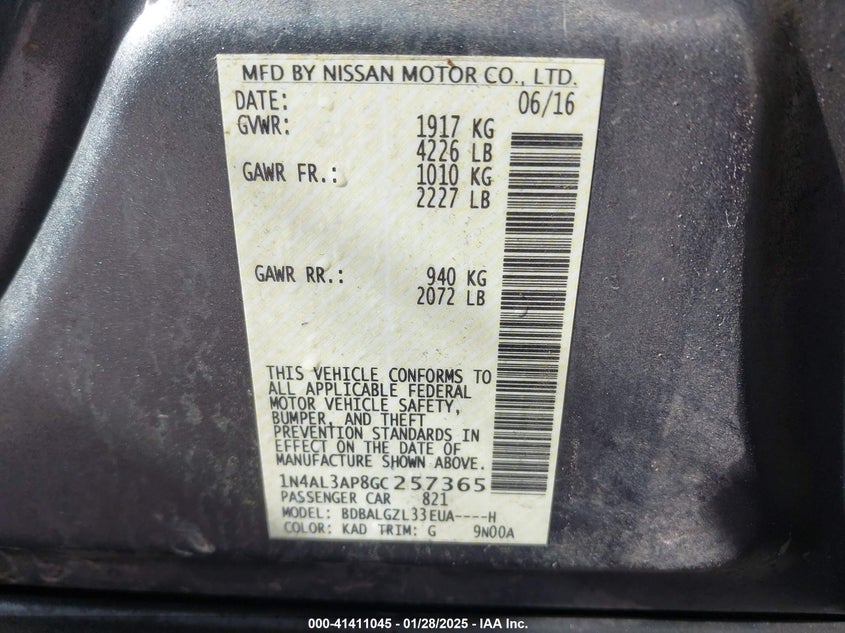 MFD BY NISSAN MOTOR CO., LTD.
DATE: 06/16
GVWR: 1917 KG
4226 LB
GAWR FR.: 1010 KG
2227 LB
GAWR RR.: 940 KG
2072 LB
THIS VEHICLE CONFORMS TO
ALL APPLICABLE FEDERAL
MOTOR VEHICLE SAFETY,
BUMPER, AND THEFT
PREVENTION STANDARDS IN
EFFECT ON THE DATE OF
MANUFACTURE SHOWN ABOVE.
1N4AL3AP8GC257365
PASSENGER CAR 821
MODEL: BDBALGZL33EUA----H
COLOR: KAD TRIM: G 9N00A
000-41411045 - 01/28/2025 - IAA Inc.